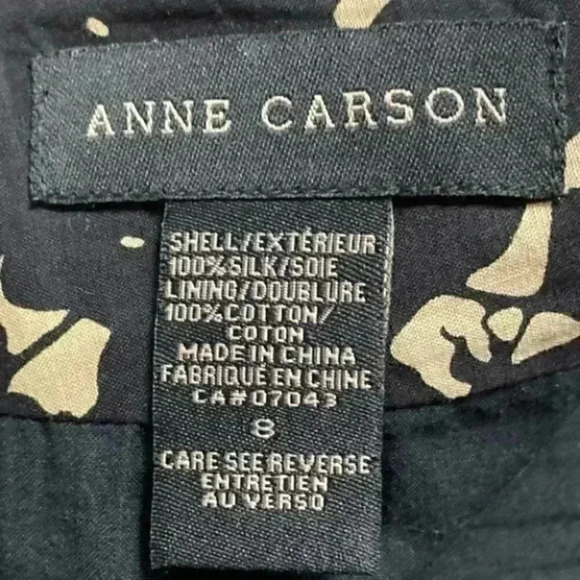 ANNE CARSON
SHELL/EXTÉRIEUR
100%SILK/SOIE
LINING/DOUBLURE
100%COTTON/
COTON
MADE IN CHINA
FABRIQUÉ EN CHINE
CA#07043
8
CARE SEE REVERSE
ENTRETIEN
AU VERSO